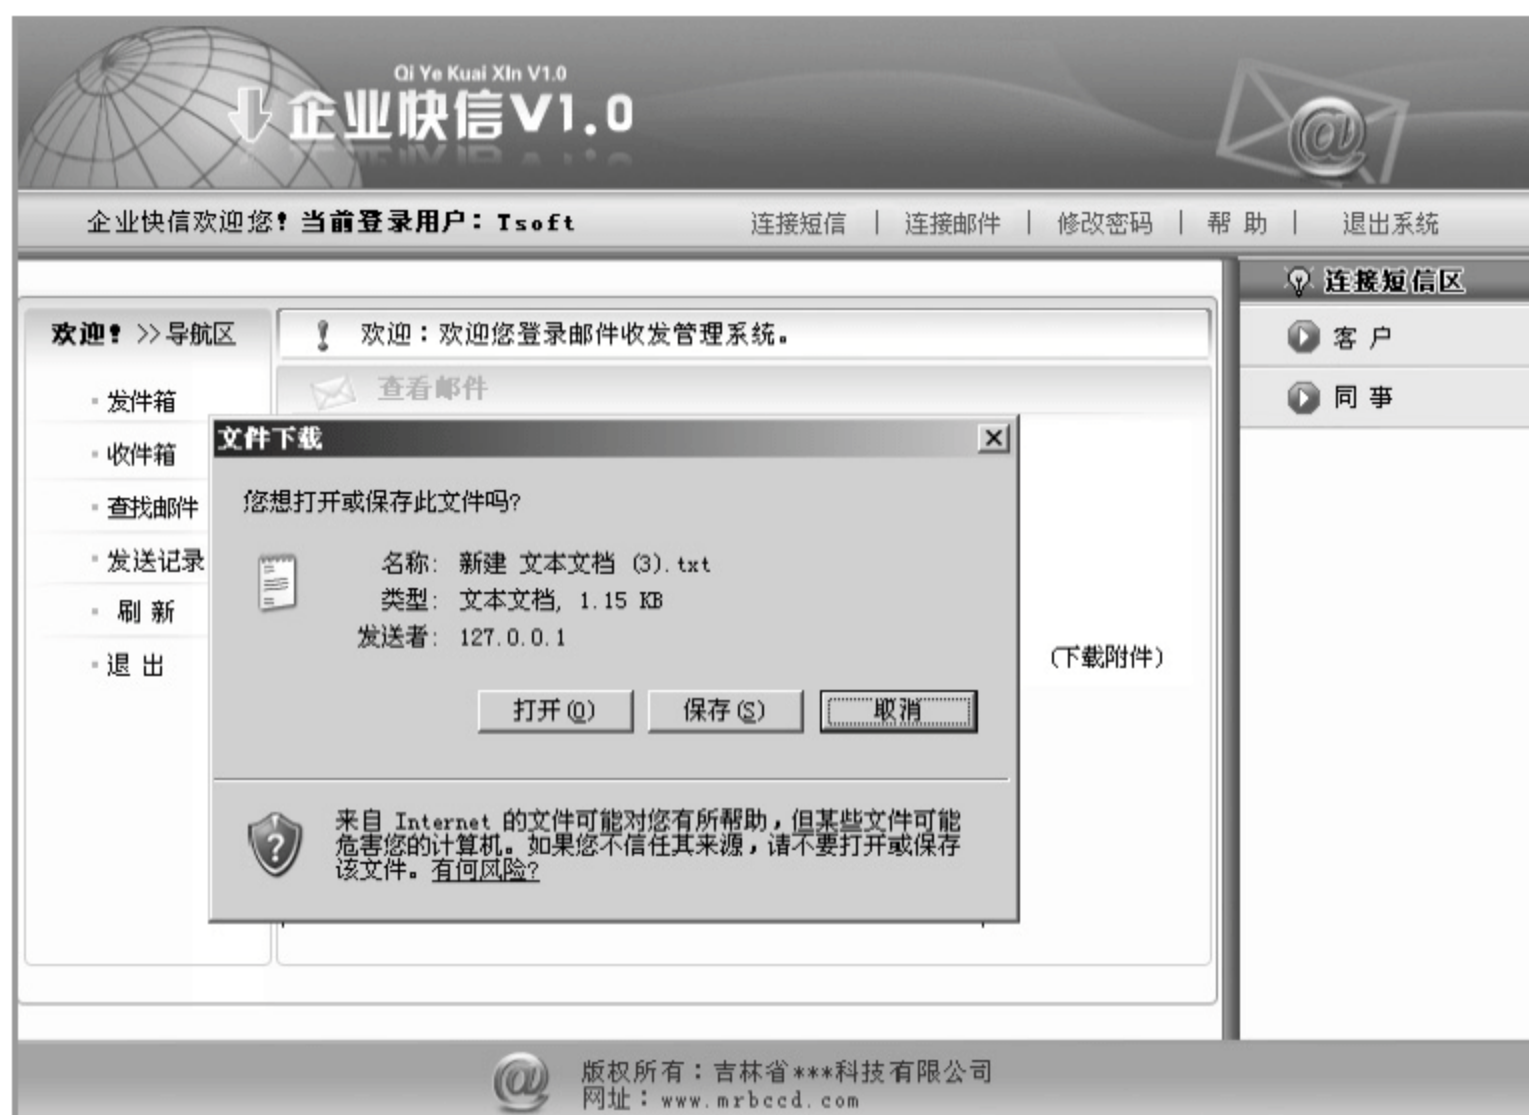 Qi Ye Kuai XIn V1.0
企业快信V1.0
企业快信欢迎您！当前登录用户：Tsoft
连接短信 | 连接邮件 | 修改密码 | 帮 助 | 退出系统
连接短信区
客 户
同 事
欢迎！>>导航区
发件箱
收件箱
查找邮件
发送记录
刷 新
退 出
欢迎：欢迎您登录邮件收发管理系统。
查看邮件
文件下载
您想打开或保存此文件吗?
名称: 新建 文本文档 (3).txt
类型: 文本文档, 1.15 KB
发送者: 127.0.0.1
打开(O) 保存(S) 取消
来自 Internet 的文件可能对您有所帮助，但某些文件可能
危害您的计算机。如果您不信任其来源，请不要打开或保存
该文件。有何风险?
(下载附件)
版权所有：吉林省***科技有限公司
网址：www.mrbccd.com